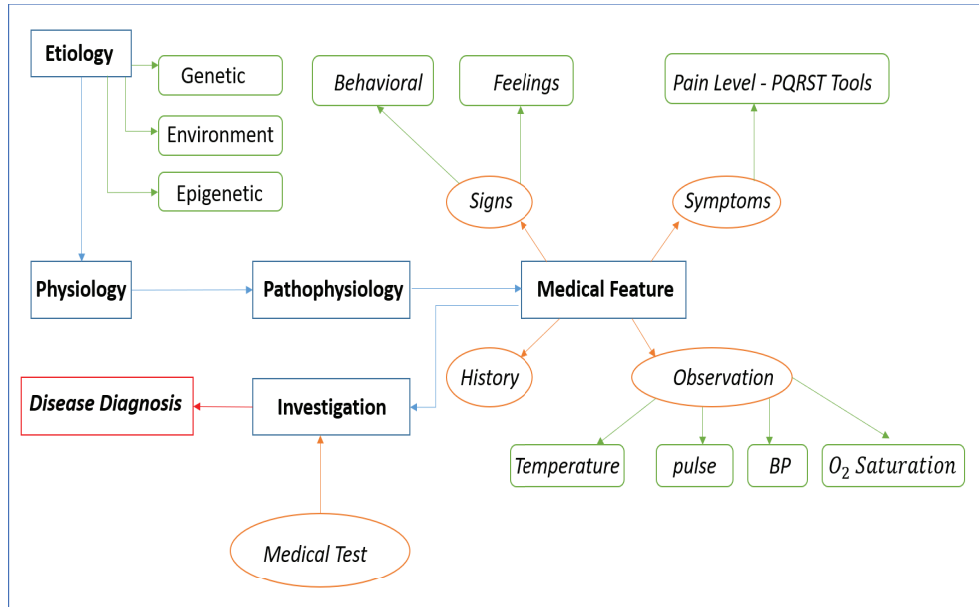 Etiology
Genetic
Environment
Epigenetic
Behavioral
Feelings
Pain Level - PQRST Tools
Signs
Symptoms
Physiology
Pathophysiology
Medical Feature
History
Observation
Disease Diagnosis
Investigation
Temperature
pulse
BP
O₂ Saturation
Medical Test